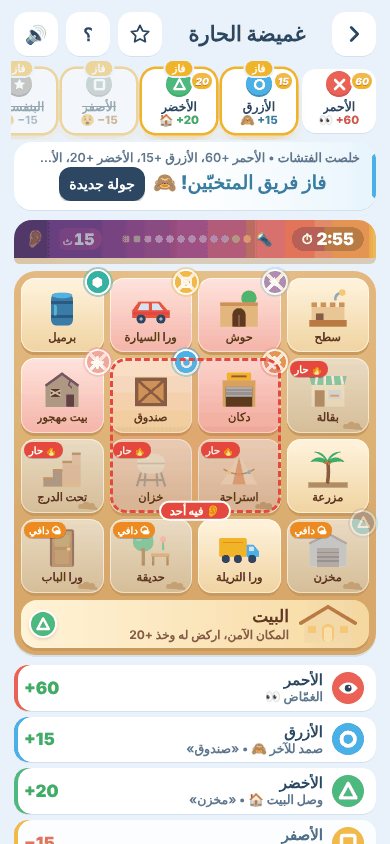 غميضة الحارة
؟
60
الأحمر
+60
فاز
15
الأزرق
+15
فاز
20
الأخضر
+20
فاز
الأصفر
−15
فاز
−15
خلصت الفتشات • الأحمر +60، الأزرق +15، الأخضر +20، الأ...
فاز فريق المتخبّين!
جولة جديدة
2:55
15ث
سطح
حوش
ورا السيارة
برميل
حار
بقالة
دكان
صندوق
بيت مهجور
مزرعة
حار
استراحة
حار
خزان
حار
تحت الدرج
فيه أحد
دافي
مخزن
ورا التريلة
دافي
حديقة
دافي
ورا الباب
البيت
المكان الآمن، اركض له وخذ +20
الأحمر
الغمّاض
+60
الأزرق
صمد للآخر • «صندوق»
+15
الأخضر
وصل البيت • «مخزن»
+20
الأصفر
−15